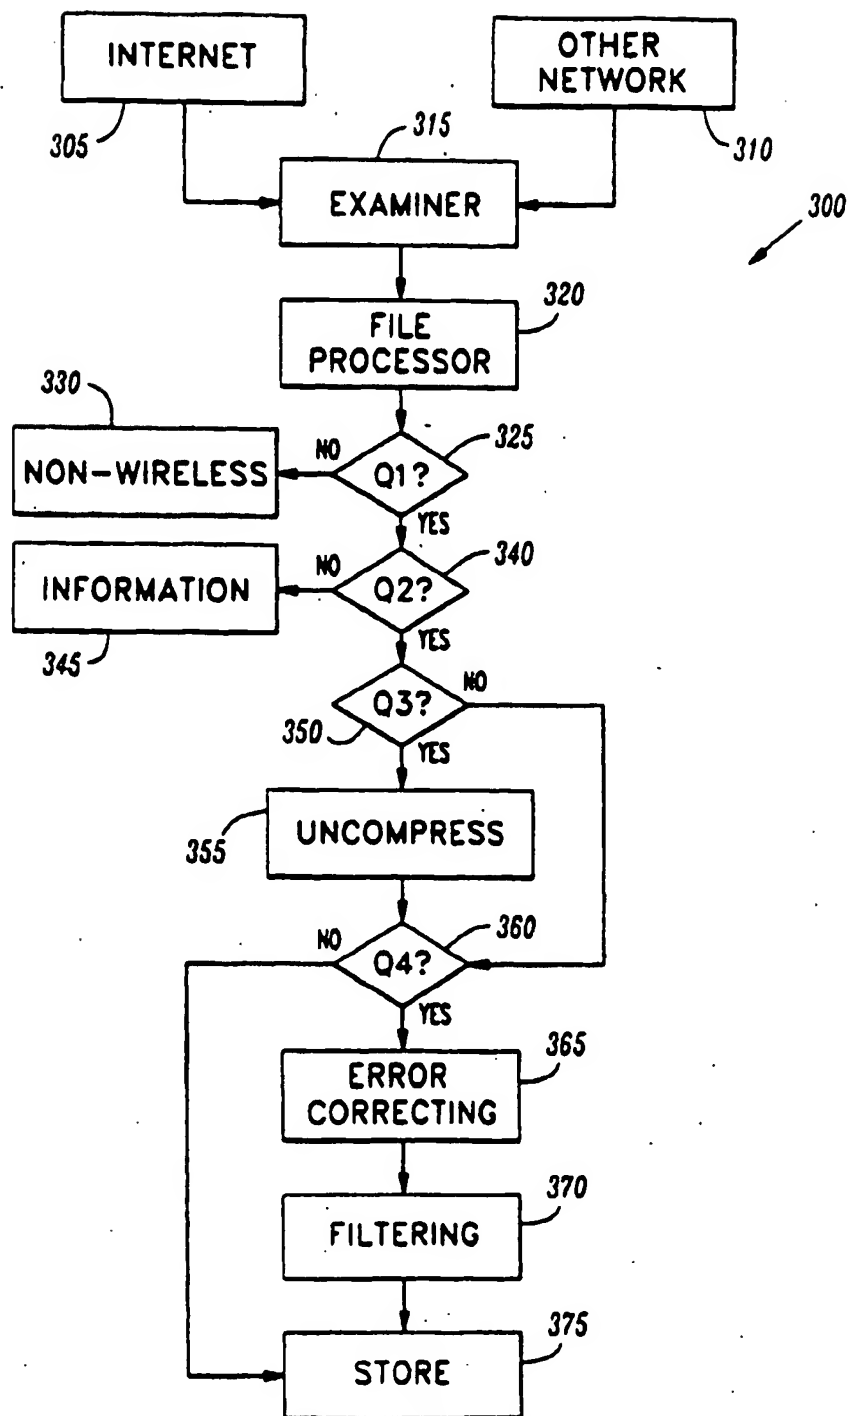 INTERNET
OTHER
NETWORK
305
315
310
EXAMINER
300
320
FILE
PROCESSOR
330
325
NO
NON-WIRELESS
Q1?
YES
340
NO
INFORMATION
Q2?
YES
345
NO
Q3?
350
YES
UNCOMPRESS
355
360
NO
Q4?
YES
365
ERROR
CORRECTING
370
FILTERING
375
STORE